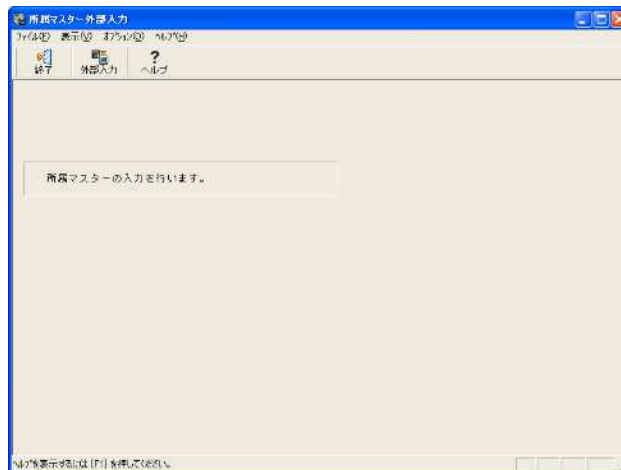 所属マスター外部入力
ﾌｧｲﾙ(F) 表示(V) ｵﾌﾟｼｮﾝ(O) ﾍﾙﾌﾟ(H)
終了 外部入力 ヘルプ
所属マスターの入力を行います。
ﾍﾙﾌﾟを表示するには [F1] を押してください。